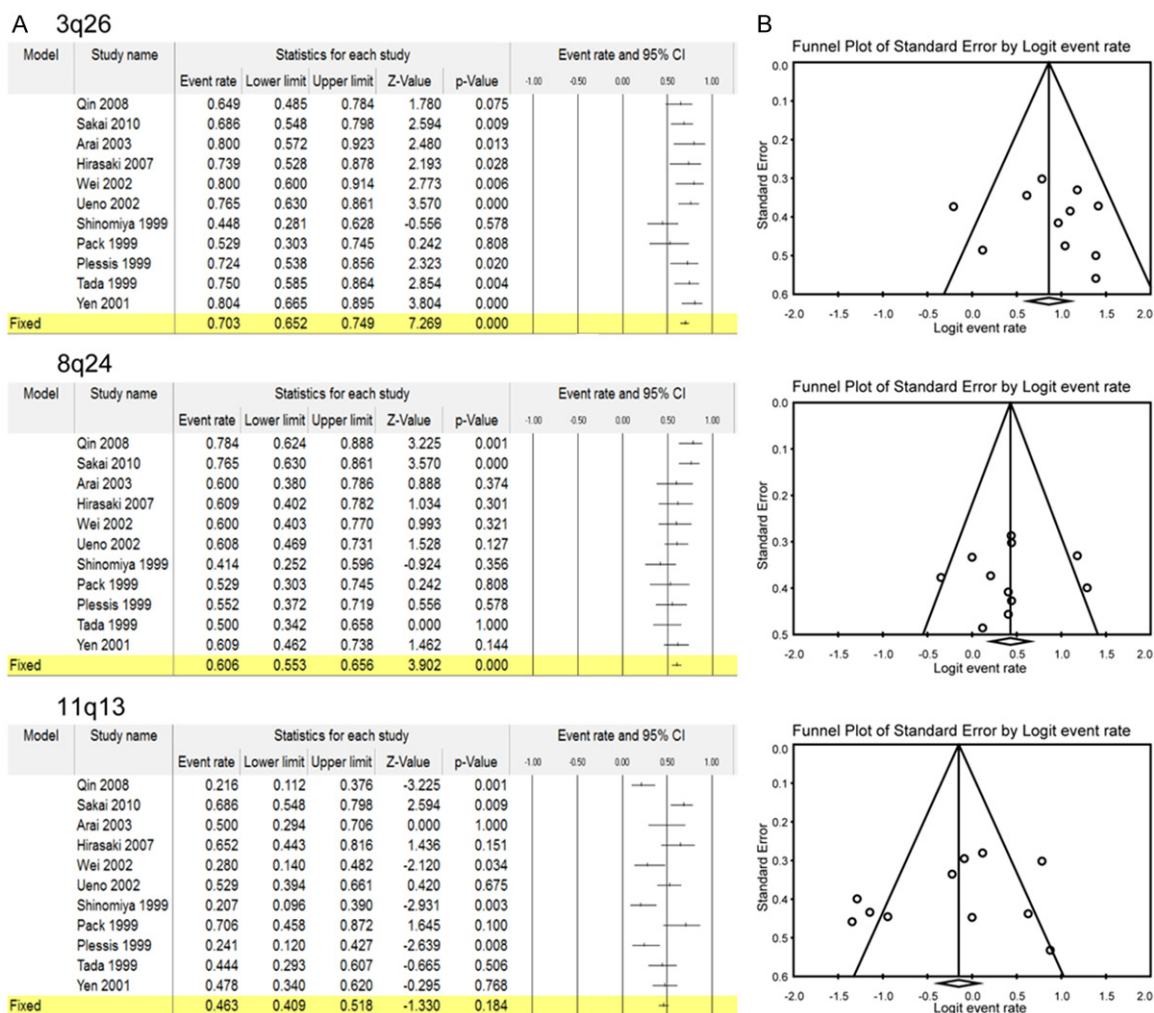 A 3q26
Model Study name Statistics for each study Event rate and 95% CI
Event rate Lower limit Upper limit Z-Value p-Value -1.00 -0.50 0.00 0.50 1.00
Qin 2008 0.649 0.485 0.784 1.780 0.075
Sakai 2010 0.686 0.548 0.798 2.594 0.009
Arai 2003 0.800 0.572 0.923 2.480 0.013
Hirasaki 2007 0.739 0.528 0.878 2.193 0.028
Wei 2002 0.800 0.600 0.914 2.773 0.006
Ueno 2002 0.765 0.630 0.861 3.570 0.000
Shinomiya 1999 0.448 0.281 0.628 -0.556 0.578
Pack 1999 0.529 0.303 0.745 0.242 0.808
Plessis 1999 0.724 0.538 0.856 2.323 0.020
Tada 1999 0.750 0.585 0.864 2.854 0.004
Yen 2001 0.804 0.665 0.895 3.804 0.000
Fixed 0.703 0.652 0.749 7.269 0.000
8q24
Model Study name Statistics for each study Event rate and 95% CI
Event rate Lower limit Upper limit Z-Value p-Value -1.00 -0.50 0.00 0.50 1.00
Qin 2008 0.784 0.624 0.888 3.225 0.001
Sakai 2010 0.765 0.630 0.861 3.570 0.000
Arai 2003 0.600 0.380 0.786 0.888 0.374
Hirasaki 2007 0.609 0.402 0.782 1.034 0.301
Wei 2002 0.600 0.403 0.770 0.993 0.321
Ueno 2002 0.608 0.469 0.731 1.528 0.127
Shinomiya 1999 0.414 0.252 0.596 -0.924 0.356
Pack 1999 0.529 0.303 0.745 0.242 0.808
Plessis 1999 0.552 0.372 0.719 0.556 0.578
Tada 1999 0.500 0.342 0.658 0.000 1.000
Yen 2001 0.609 0.462 0.738 1.462 0.144
Fixed 0.606 0.553 0.656 3.902 0.000
11q13
Model Study name Statistics for each study Event rate and 95% CI
Event rate Lower limit Upper limit Z-Value p-Value -1.00 -0.50 0.00 0.50 1.00
Qin 2008 0.216 0.112 0.376 -3.225 0.001
Sakai 2010 0.686 0.548 0.798 2.594 0.009
Arai 2003 0.500 0.294 0.706 0.000 1.000
Hirasaki 2007 0.652 0.443 0.816 1.436 0.151
Wei 2002 0.280 0.140 0.482 -2.120 0.034
Ueno 2002 0.529 0.394 0.661 0.420 0.675
Shinomiya 1999 0.207 0.096 0.390 -2.931 0.003
Pack 1999 0.706 0.458 0.872 1.645 0.100
Plessis 1999 0.241 0.120 0.427 -2.639 0.008
Tada 1999 0.444 0.293 0.607 -0.665 0.506
Yen 2001 0.478 0.340 0.620 -0.295 0.768
Fixed 0.463 0.409 0.518 -1.330 0.184
B
Funnel Plot of Standard Error by Logit event rate
Standard Error
0.0
0.1
0.2
0.3
0.4
0.5
0.6
-2.0 -1.5 -1.0 -0.5 0.0 0.5 1.0 1.5 2.0
Logit event rate
Funnel Plot of Standard Error by Logit event rate
Standard Error
0.0
0.1
0.2
0.3
0.4
0.5
-2.0 -1.5 -1.0 -0.5 0.0 0.5 1.0 1.5 2.0
Logit event rate
Funnel Plot of Standard Error by Logit event rate
Standard Error
0.0
0.1
0.2
0.3
0.4
0.5
0.6
-2.0 -1.5 -1.0 -0.5 0.0 0.5 1.0 1.5 2.0
Logit event rate